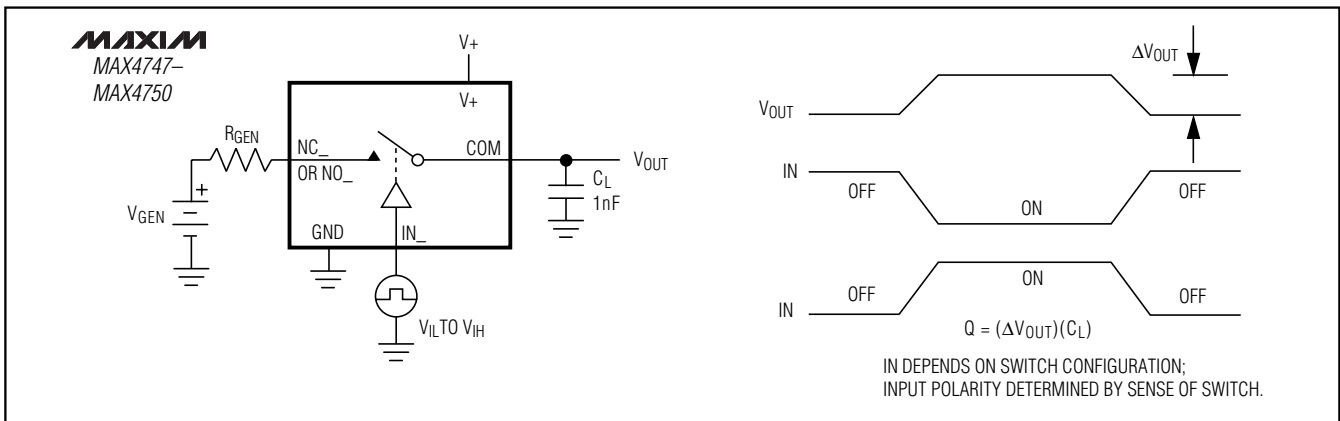 MAXIM
MAX4747–
MAX4750
V+
V+
RGEN
NC_
OR NO_
COM
VOUT
CL
1nF
+
VGEN
GND
IN_
VILTO VIH
ΔVOUT
VOUT
IN
OFF
ON
OFF
IN
OFF
ON
OFF
Q = (ΔVOUT)(CL)
IN DEPENDS ON SWITCH CONFIGURATION;
INPUT POLARITY DETERMINED BY SENSE OF SWITCH.